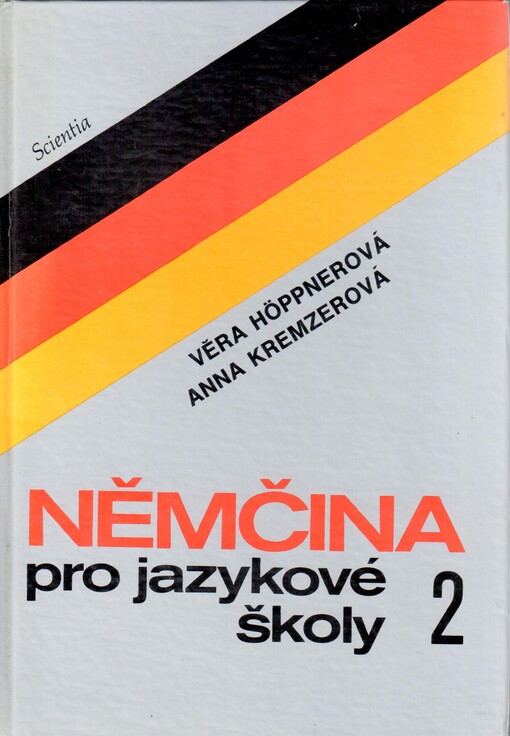 Scientia
VĚRA HÖPPNEROVÁ
ANNA KREMZEROVÁ
NĚMČINA
pro jazykové
školy 2